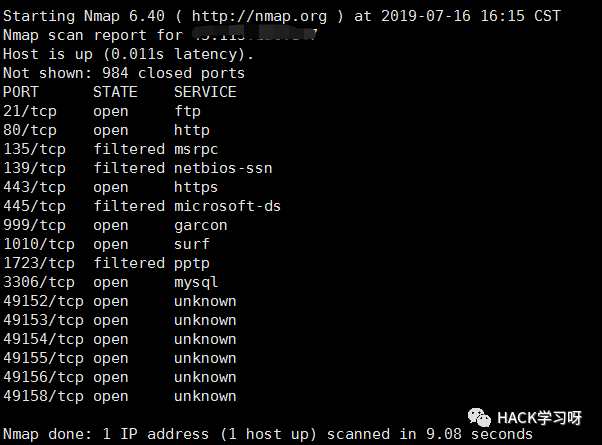 Starting Nmap 6.40 ( http://nmap.org ) at 2019-07-16 16:15 CST
Nmap scan report for
Host is up (0.011s latency).
Not shown: 984 closed ports
PORT      STATE    SERVICE
21/tcp    open     ftp
80/tcp    open     http
135/tcp   filtered msrpc
139/tcp   filtered netbios-ssn
443/tcp   open     https
445/tcp   filtered microsoft-ds
999/tcp   open     garcon
1010/tcp  open     surf
1723/tcp  filtered pptp
3306/tcp  open     mysql
49152/tcp open     unknown
49153/tcp open     unknown
49154/tcp open     unknown
49155/tcp open     unknown
49156/tcp open     unknown
49158/tcp open     unknown
HACK学习呀
Nmap done: 1 IP address (1 host up) scanned in 9.08 seconds